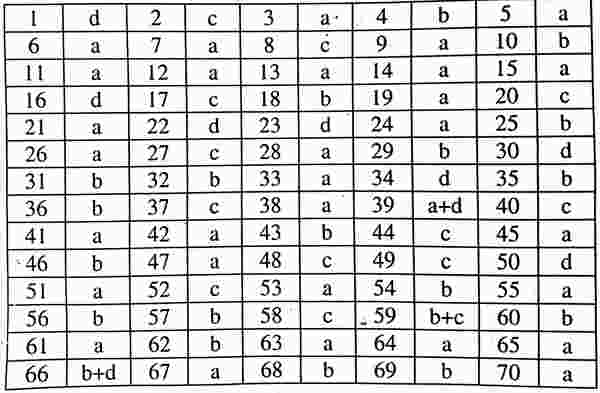 1 d 2 c 3 a 4 b 5 a
6 a 7 a 8 c 9 a 10 b
11 a 12 a 13 a 14 a 15 a
16 d 17 c 18 b 19 a 20 c
21 a 22 d 23 d 24 a 25 b
26 a 27 c 28 a 29 b 30 d
31 b 32 b 33 a 34 d 35 b
36 b 37 c 38 a 39 a+d 40 c
41 a 42 a 43 b 44 c 45 a
46 b 47 a 48 c 49 c 50 d
51 a 52 c 53 a 54 b 55 a
56 b 57 b 58 c 59 b+c 60 b
61 a 62 b 63 a 64 a 65 a
66 b+d 67 a 68 b 69 b 70 a